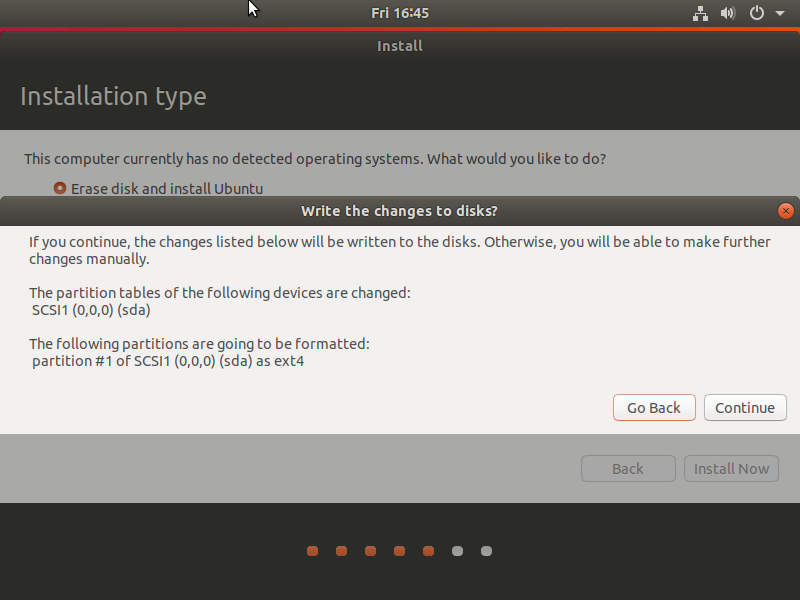 Fri 16:45
Install
Installation type
This computer currently has no detected operating systems. What would you like to do?
Erase disk and install Ubuntu
Write the changes to disks?
If you continue, the changes listed below will be written to the disks. Otherwise, you will be able to make further
changes manually.
The partition tables of the following devices are changed:
SCSI1 (0,0,0) (sda)
The following partitions are going to be formatted:
partition #1 of SCSI1 (0,0,0) (sda) as ext4
Go Back Continue
Back Install Now